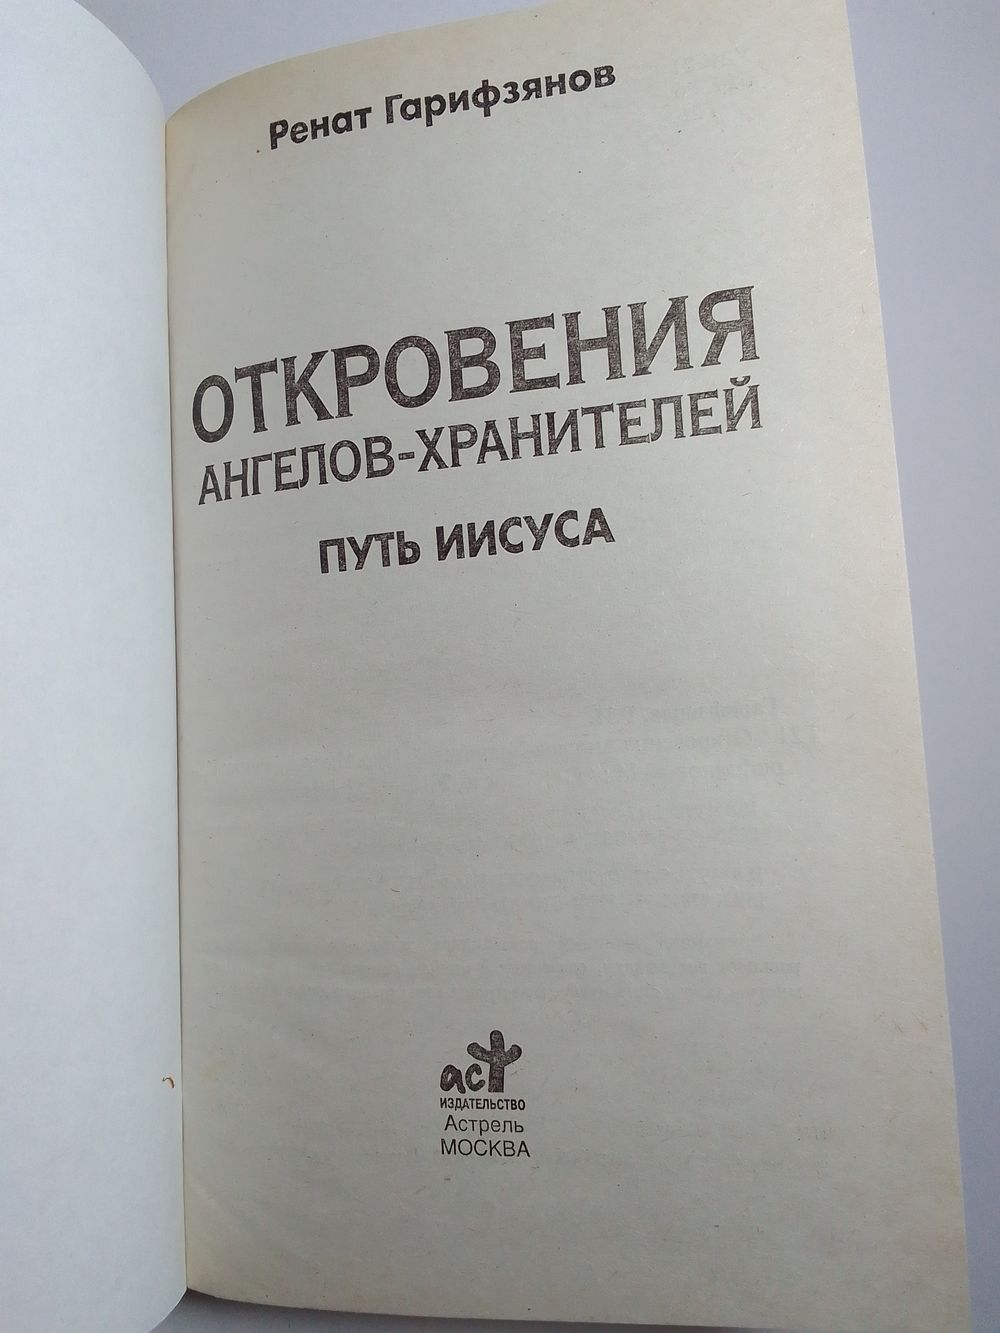 Ренат Гарифзянов
ОТКРОВЕНИЯ
АНГЕЛОВ-ХРАНИТЕЛЕЙ
ПУТЬ ИИСУСА
аст
ИЗДАТЕЛЬСТВО
Астрель
МОСКВА